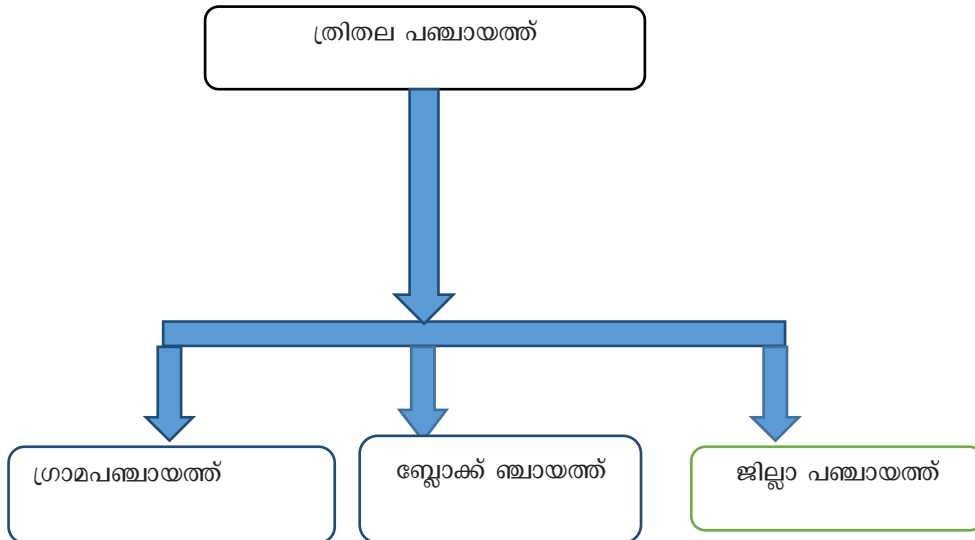 ത്രിതല പഞ്ചായത്ത്
ഗ്രാമപഞ്ചായത്ത്
ബ്ലോക്ക് ഞ്ചായത്ത്
ജില്ലാ പഞ്ചായത്ത്